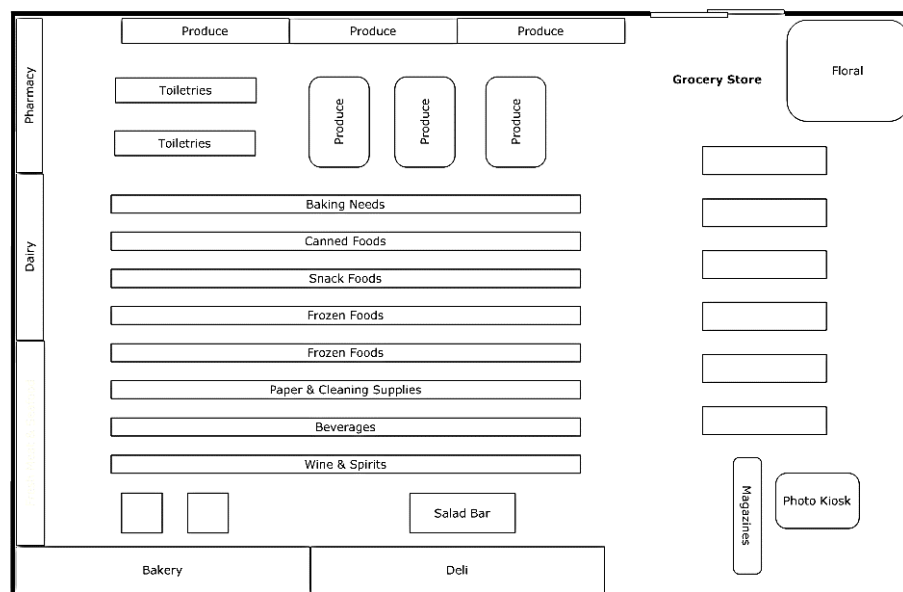 Produce
Produce
Produce
Pharmacy
Toiletries
Toiletries
Produce
Produce
Produce
Grocery Store
Floral
Dairy
Baking Needs
Canned Foods
Snack Foods
Frozen Foods
Frozen Foods
Paper & Cleaning Supplies
Beverages
Wine & Spirits
Salad Bar
Magazines
Photo Kiosk
Bakery
Deli